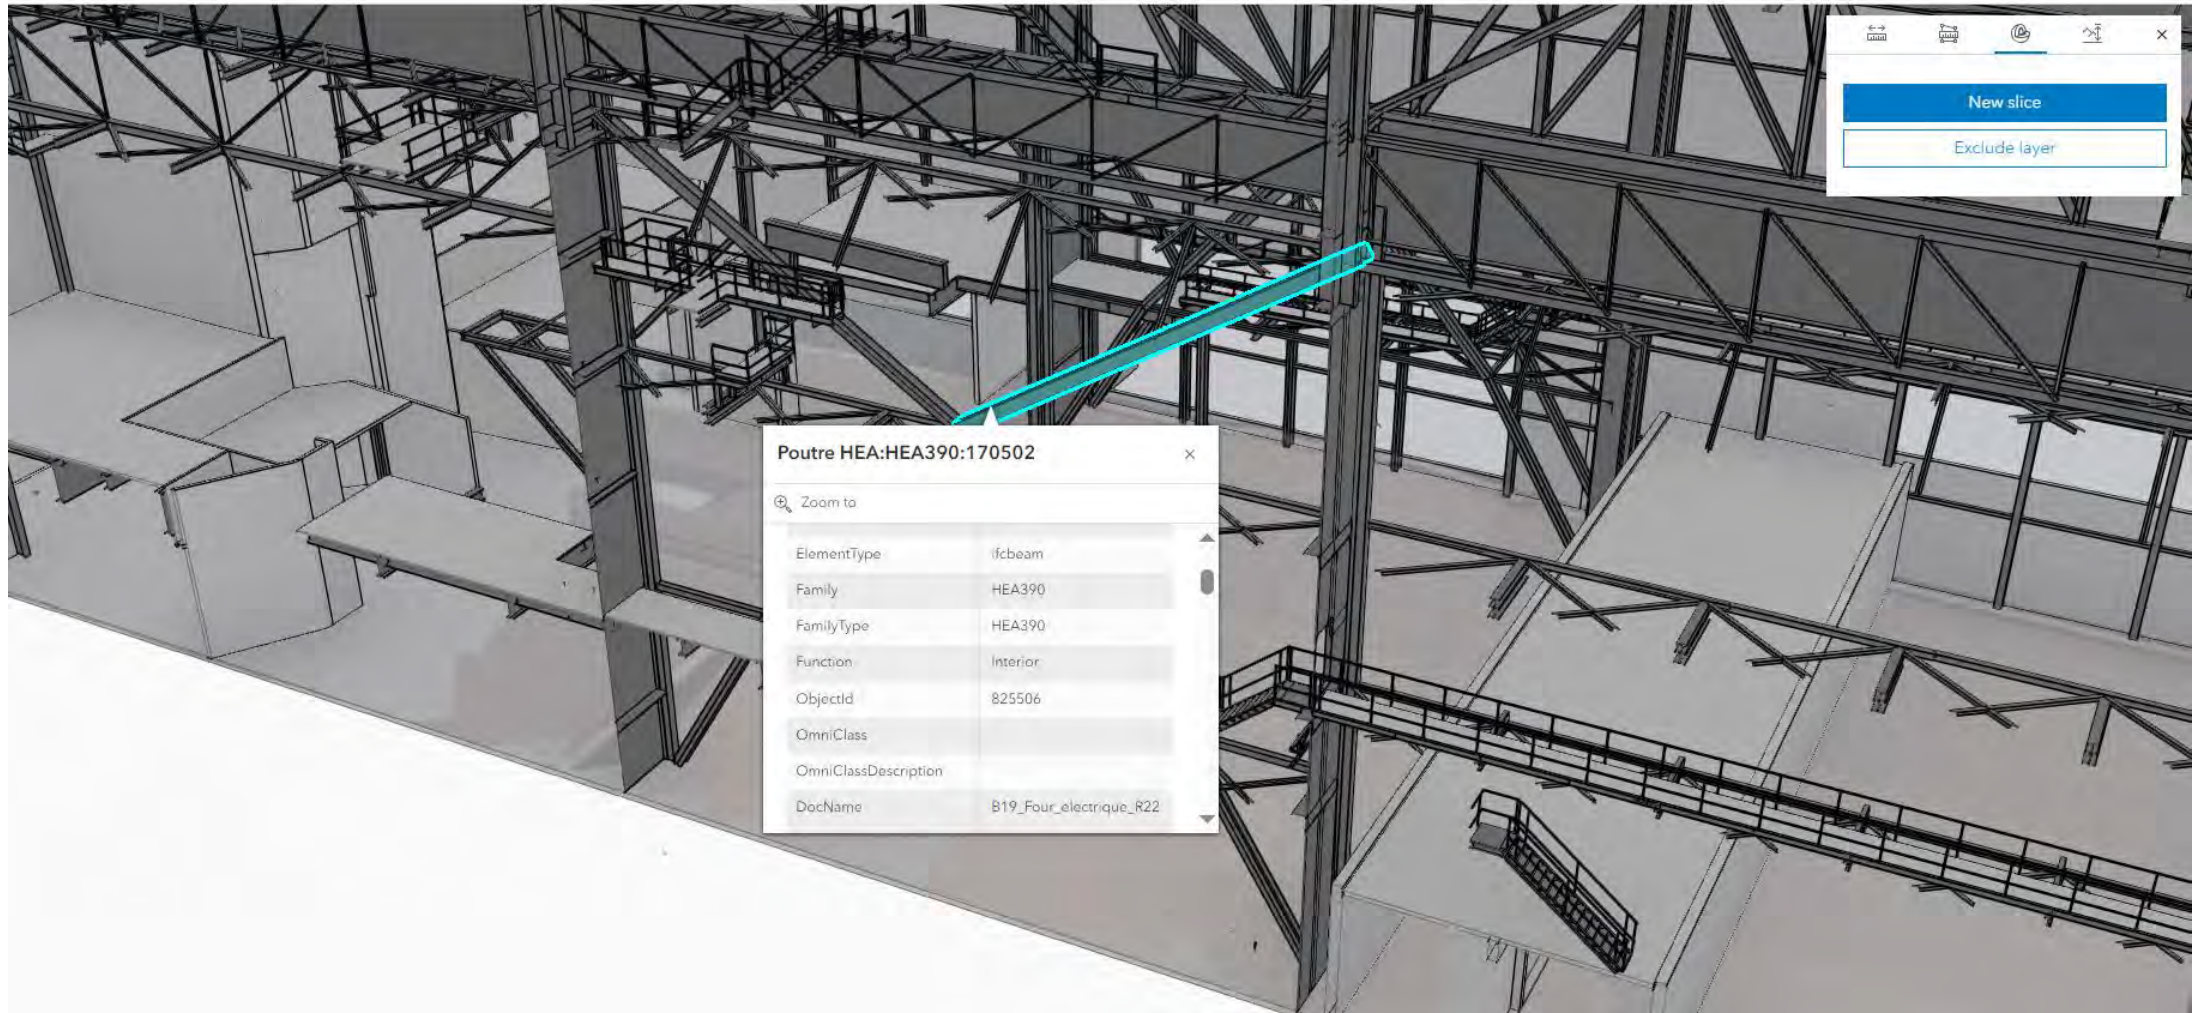 New slice
Exclude layer
Poutre HEA:HEA390:170502
Zoom to
ElementType ifcbeam
Family HEA390
FamilyType HEA390
Function Interior
ObjectId 825506
OmniClass
OmniClassDescription
DocName B19_Four_electrique_R22